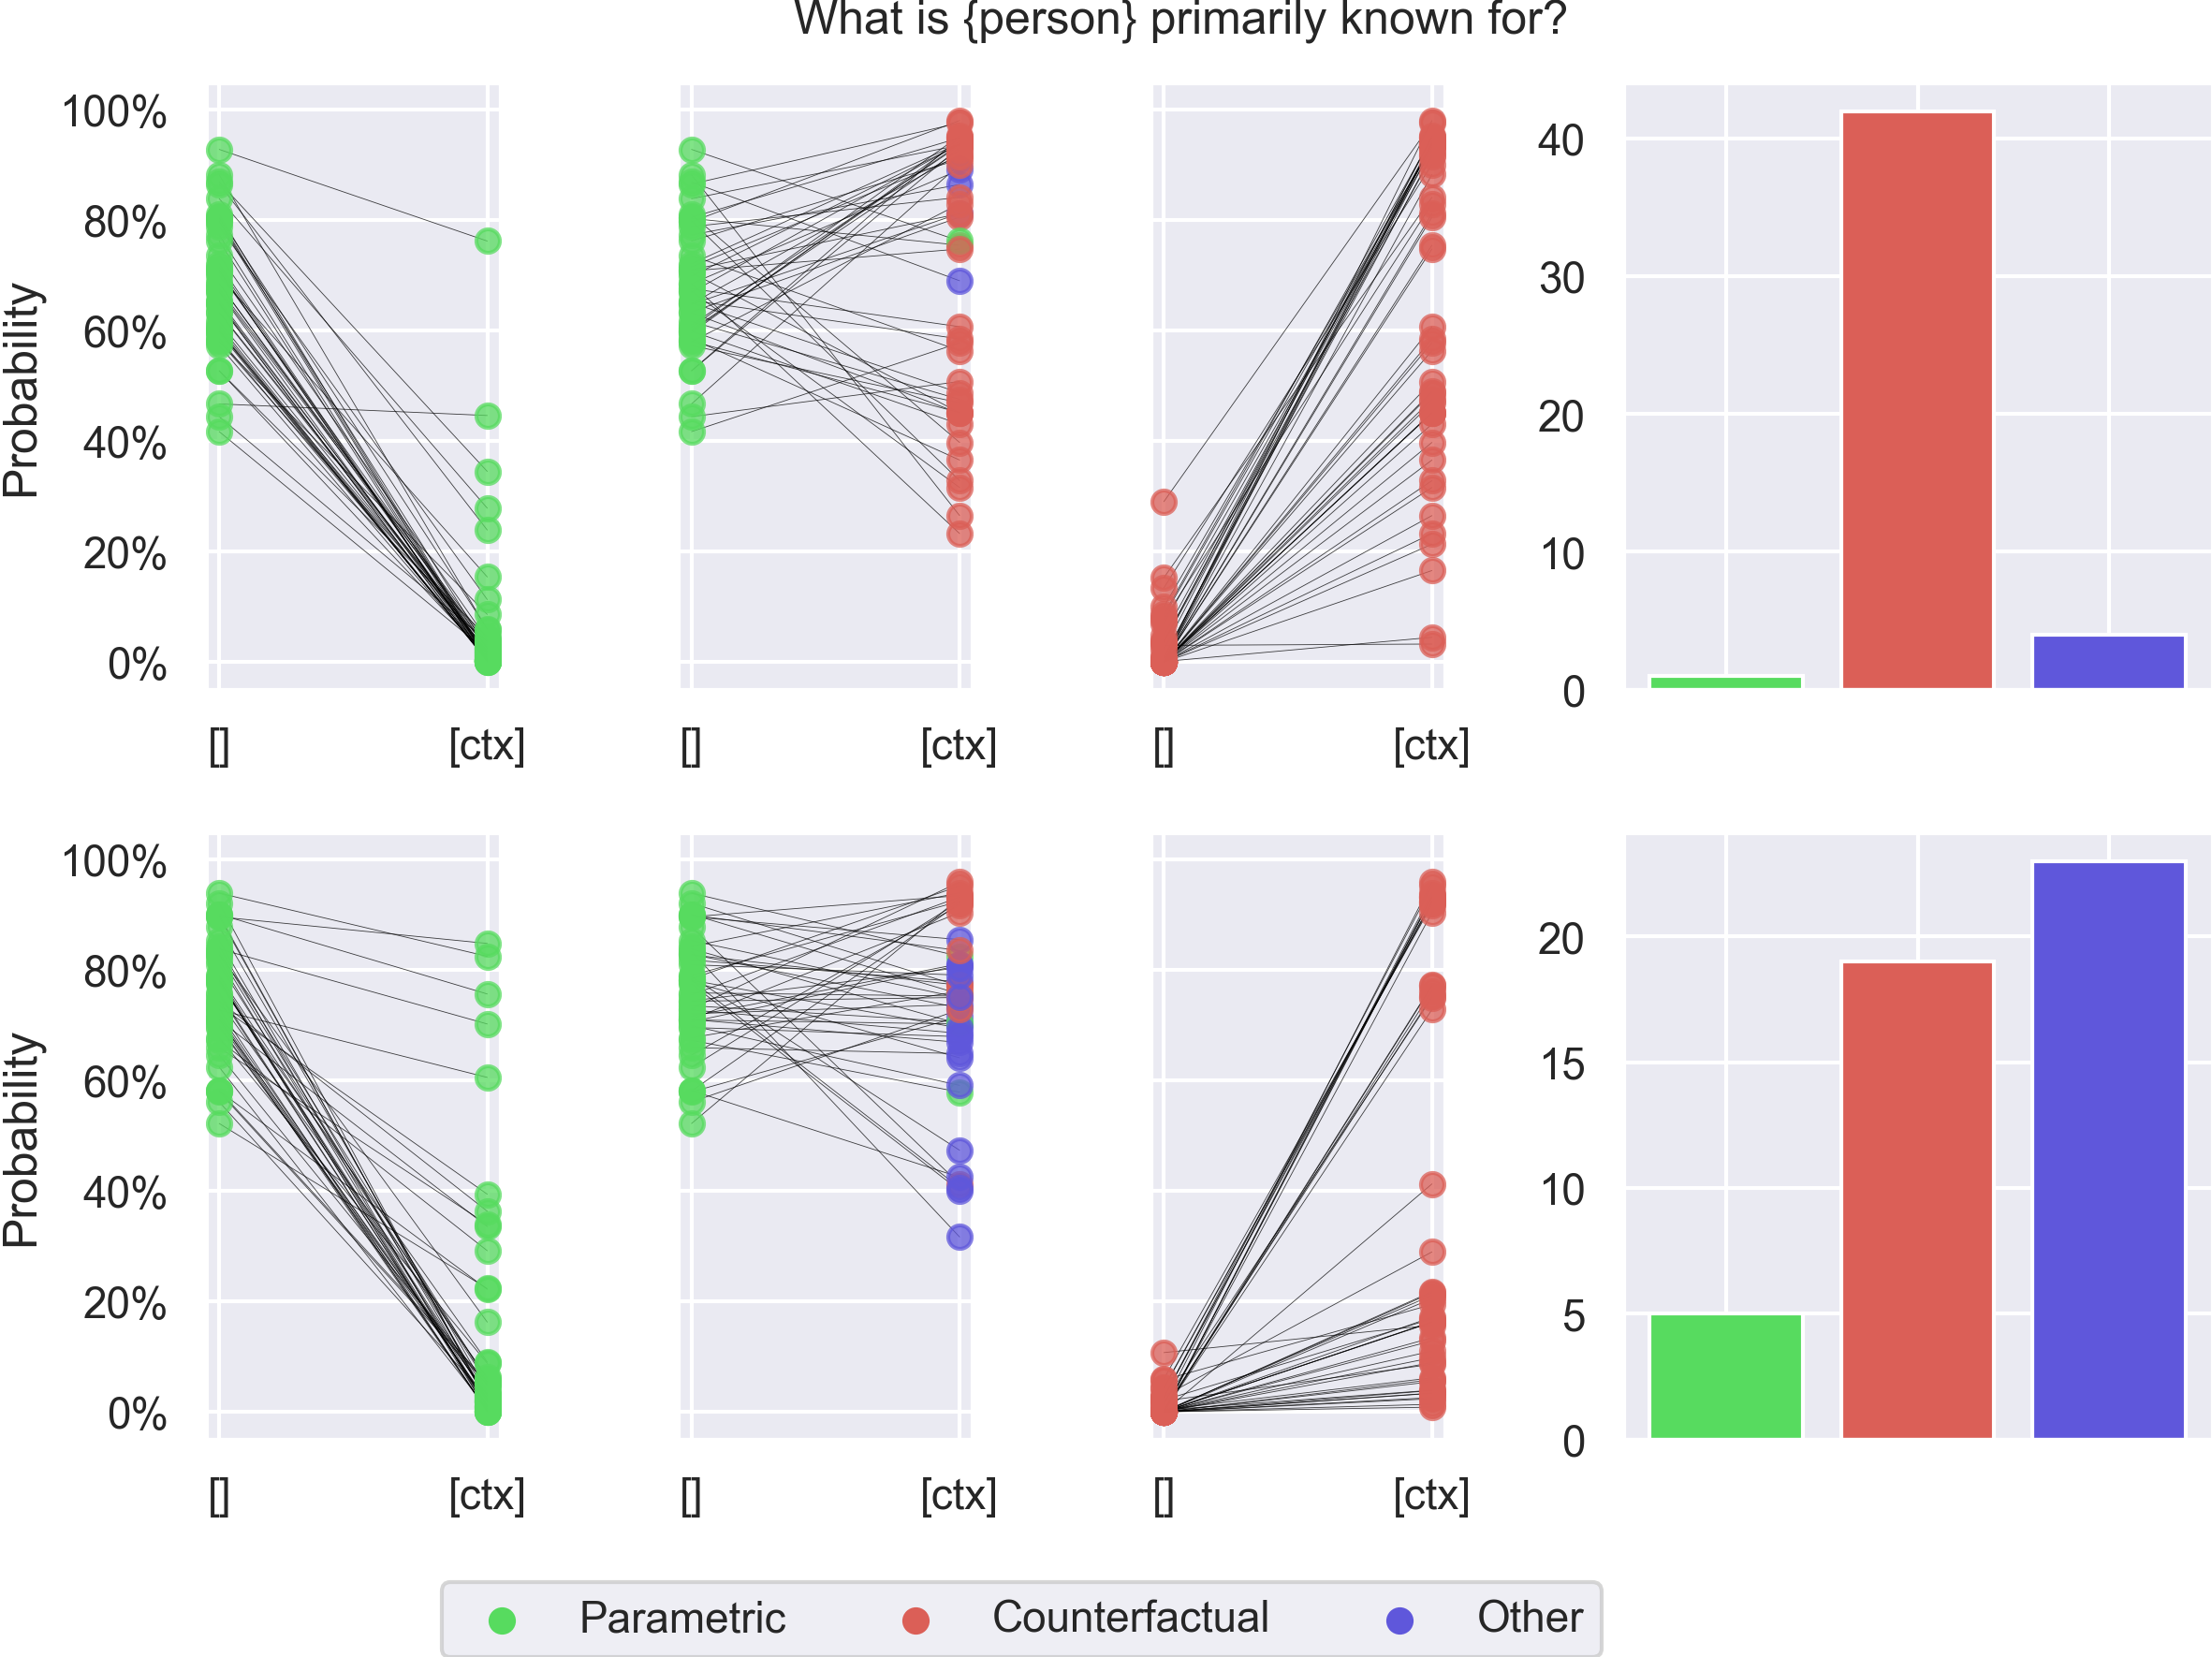 What is {person} primarily known for?
100%
80%
60%
40%
20%
0%
Probability
[]
[ctx]
[]
[ctx]
[]
[ctx]
40
30
20
10
0
100%
80%
60%
40%
20%
0%
Probability
[]
[ctx]
[]
[ctx]
[]
[ctx]
20
15
10
5
0
Parametric Counterfactual Other